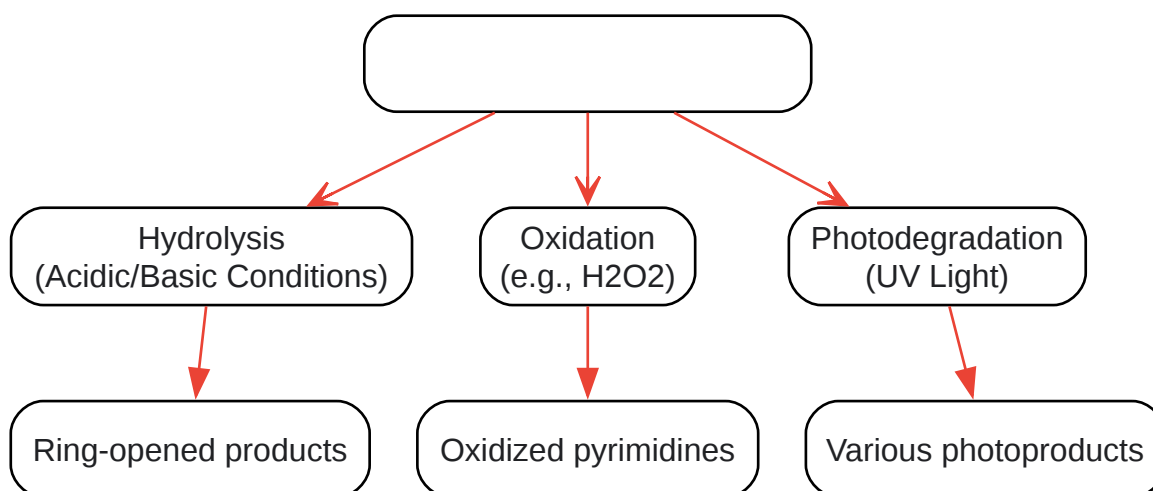 Hydrolysis
(Acidic/Basic Conditions)
Oxidation
(e.g., H2O2)
Photodegradation
(UV Light)
Ring-opened products
Oxidized pyrimidines
Various photoproducts